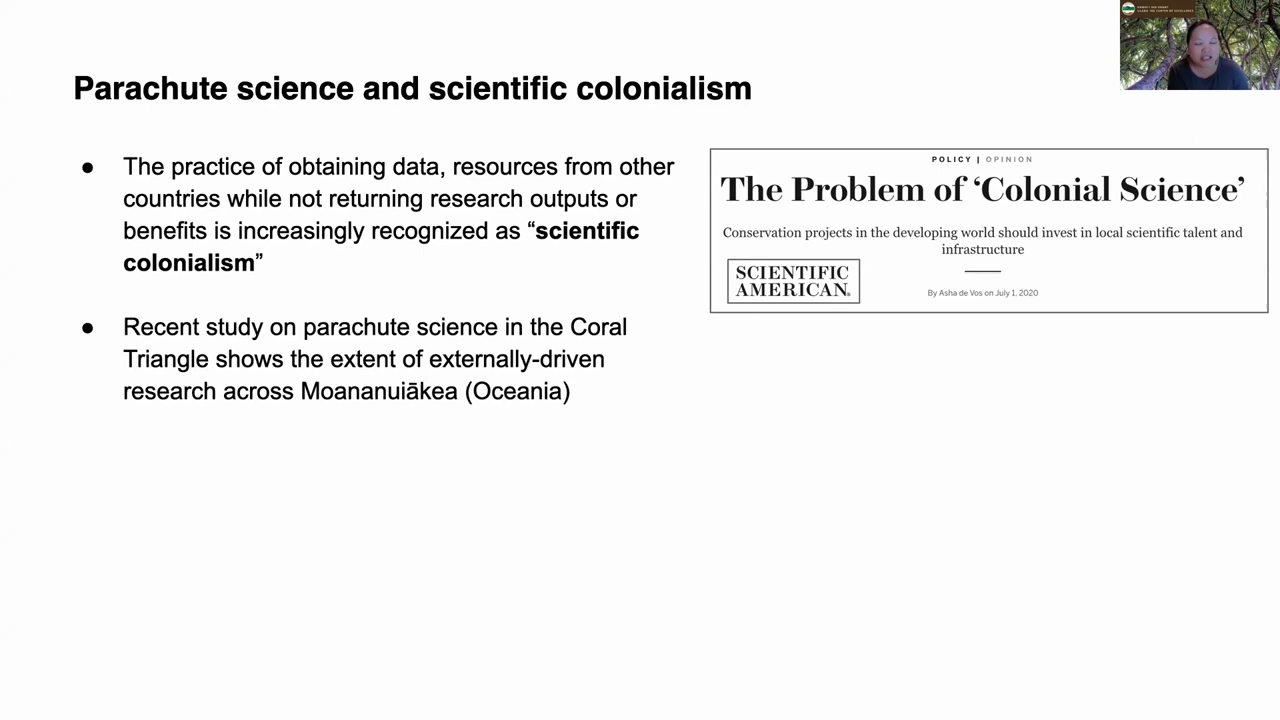 Parachute science and scientific colonialism
● The practice of obtaining data, resources from other
countries while not returning research outputs or
benefits is increasingly recognized as “scientific
colonialism”
● Recent study on parachute science in the Coral
Triangle shows the extent of externally-driven
research across Moananuiākea (Oceania)
POLICY | OPINION
The Problem of ‘Colonial Science’
Conservation projects in the developing world should invest in local scientific talent and
infrastructure
SCIENTIFIC
AMERICAN
By Asha de Vos on July 1, 2020